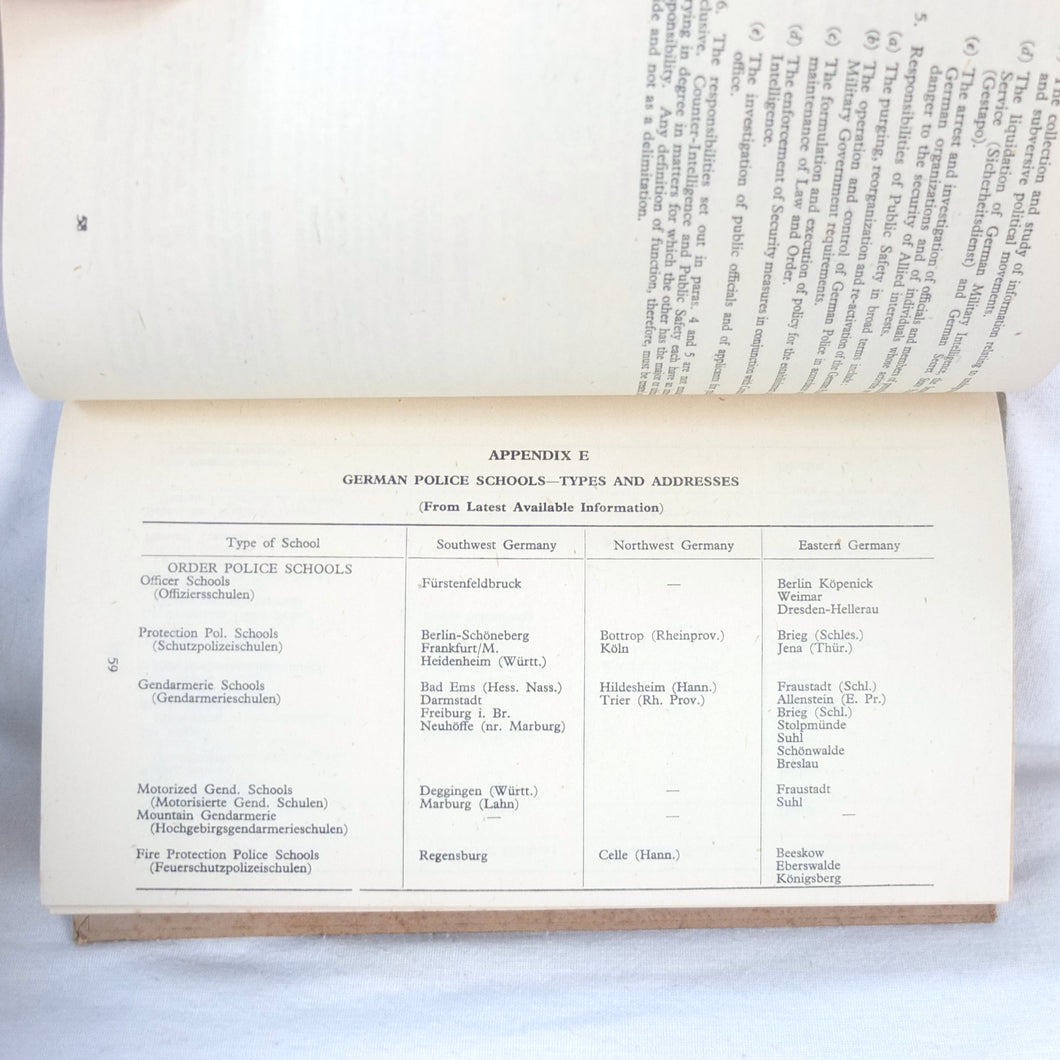 The collection and study of information relating to
and subversive political movements.
(d) The liquidation of German Military Intelligence,
Service (Sicherheitsdienst) and German Secret
(Gestapo).
(e) The arrest and investigation of officials and members of
German organizations and of individuals whose
danger to the security of Allied interests.
5. Responsibilities of Public Safety in broad terms include
(a) The purging, reorganization and re-activation of the German
(b) The operation and control of German Police in
Military Government requirements.
(c) The formulation and execution of policy for the
maintenance of Law and Order.
(d) The enforcement of Security measures in conjunction with
Intelligence.
(e) The investigation of public officials and of applicants for
office.
6. The responsibilities set out in paras. 4 and 5 are not
clusive. Counter-Intelligence and Public Safety each have
rying in degree in matters for which the other has the major
ponsibility. Any definition of function, therefore, must be
ide and not as a delimitation.
58
APPENDIX E
GERMAN POLICE SCHOOLS—TYPES AND ADDRESSES
(From Latest Available Information)
Type of School Southwest Germany Northwest Germany Eastern Germany
ORDER POLICE SCHOOLS
Officer Schools Fürstenfeldbruck — Berlin Köpenick
(Offiziersschulen) Weimar
Dresden-Hellerau
Protection Pol. Schools Berlin-Schöneberg Bottrop (Rheinprov.) Brieg (Schles.)
(Schutzpolizeischulen) Frankfurt/M. Köln Jena (Thür.)
Heidenheim (Württ.)
Gendarmerie Schools Bad Ems (Hess. Nass.) Hildesheim (Hann.) Fraustadt (Schl.)
(Gendarmerieschulen) Darmstadt Trier (Rh. Prov.) Allenstein (E. Pr.)
Freiburg i. Br. Brieg (Schl.)
Neuhöffe (nr. Marburg) Stolpmünde
Suhl
Schönwalde
Breslau
Motorized Gend. Schools Deggingen (Württ.) — Fraustadt
(Motorisierte Gend. Schulen) Marburg (Lahn) Suhl
Mountain Gendarmerie — — —
(Hochgebirgsgendarmerieschulen)
Fire Protection Police Schools Regensburg Celle (Hann.) Beeskow
(Feuerschutzpolizeischulen) Eberswalde
Königsberg
59